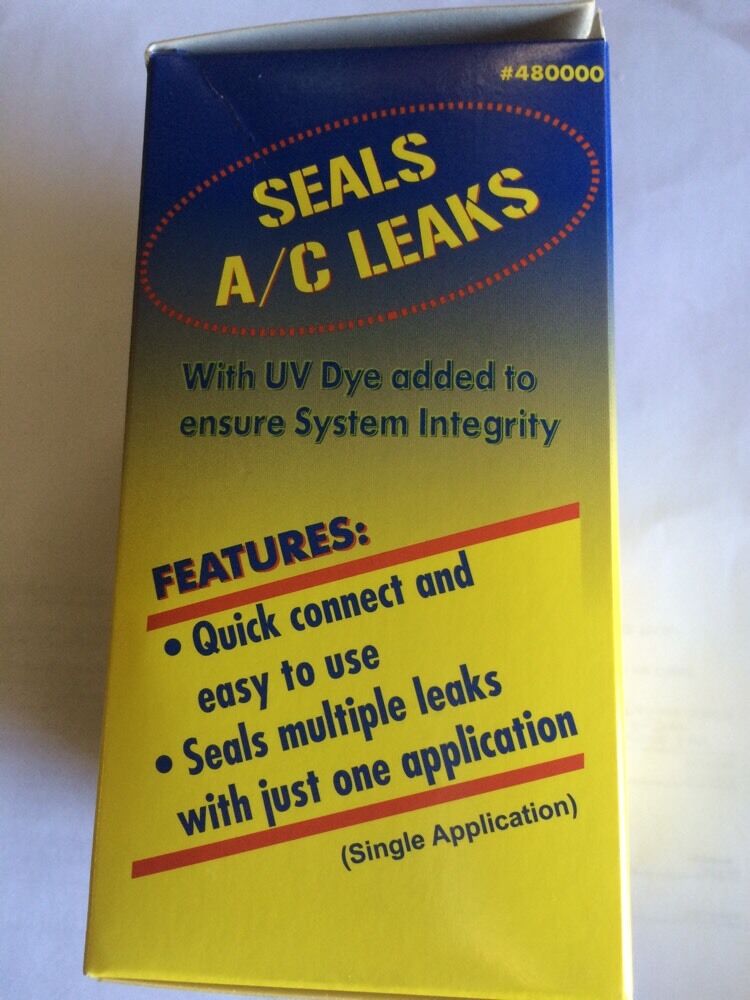 #480000
SEALS
A/C LEAKS
With UV Dye added to
ensure System Integrity
FEATURES:
• Quick connect and
easy to use
• Seals multiple leaks
with just one application
(Single Application)